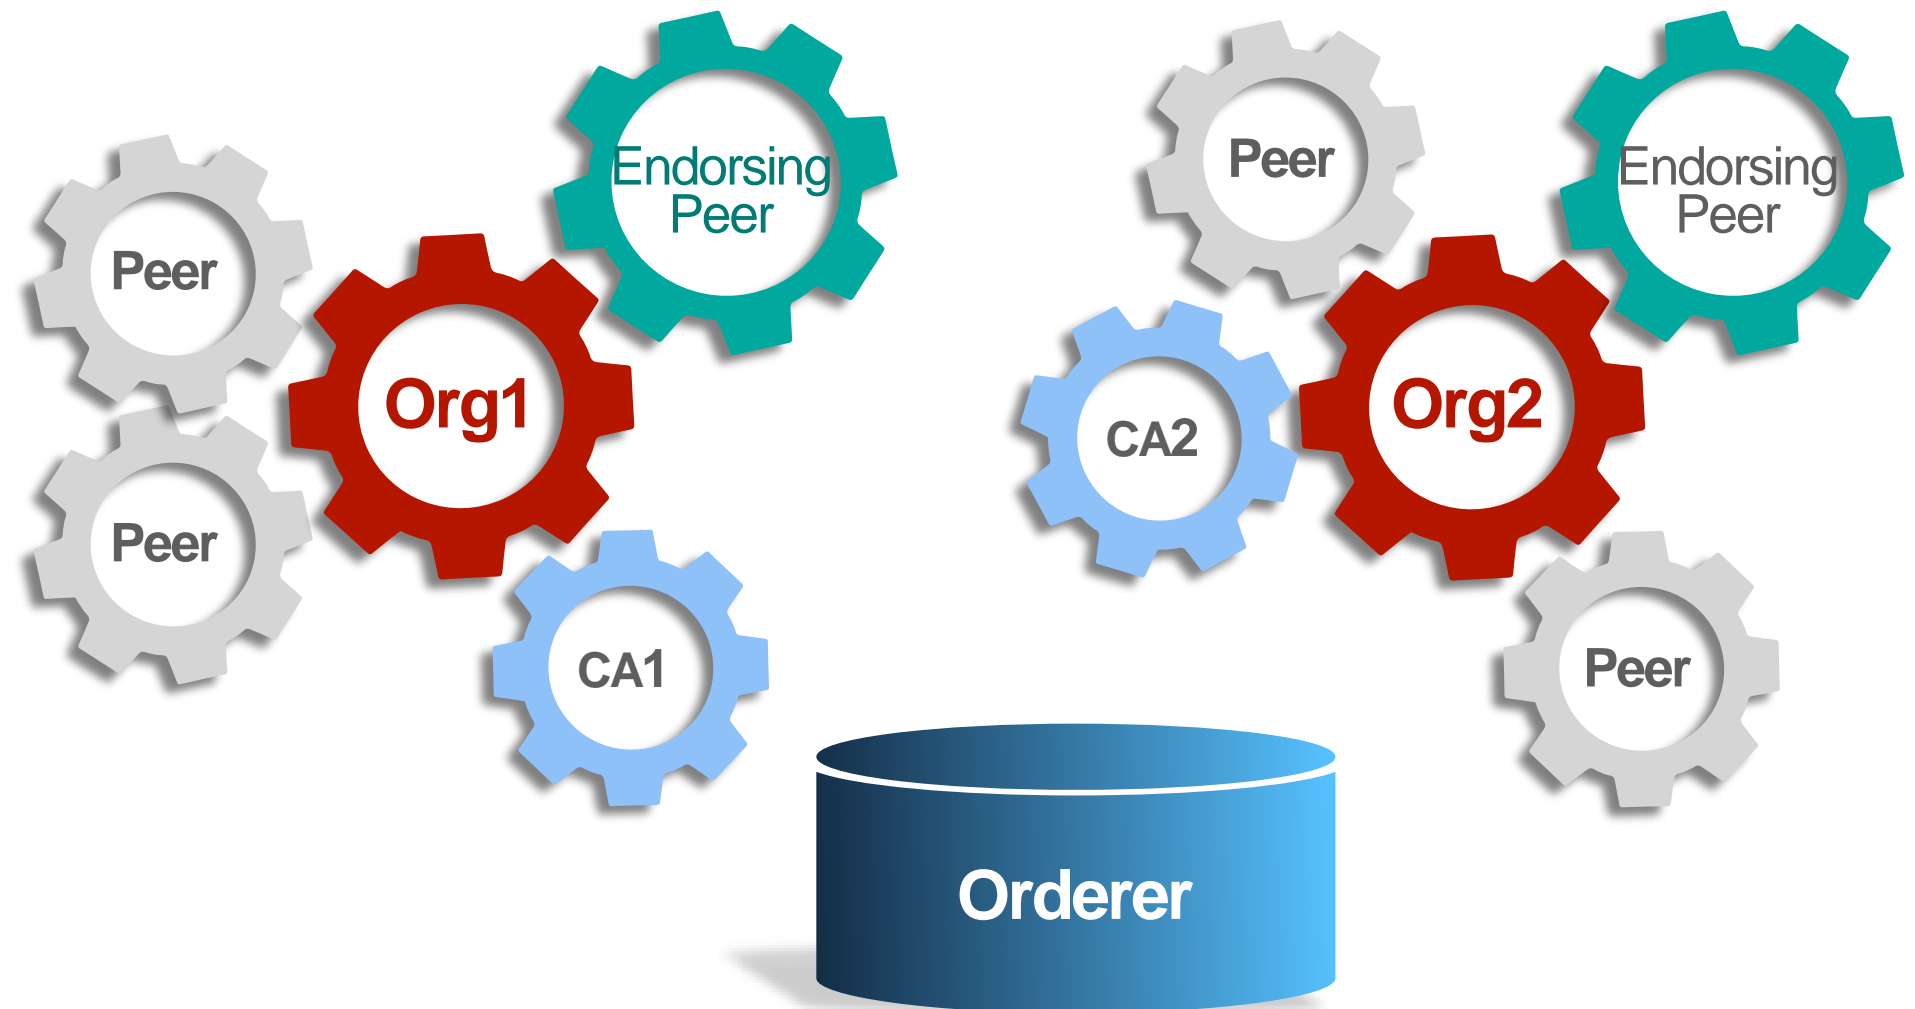 Endorsing
Peer
Peer
Org1
Peer
CA1
Peer
Endorsing
Peer
CA2
Org2
Peer
Orderer